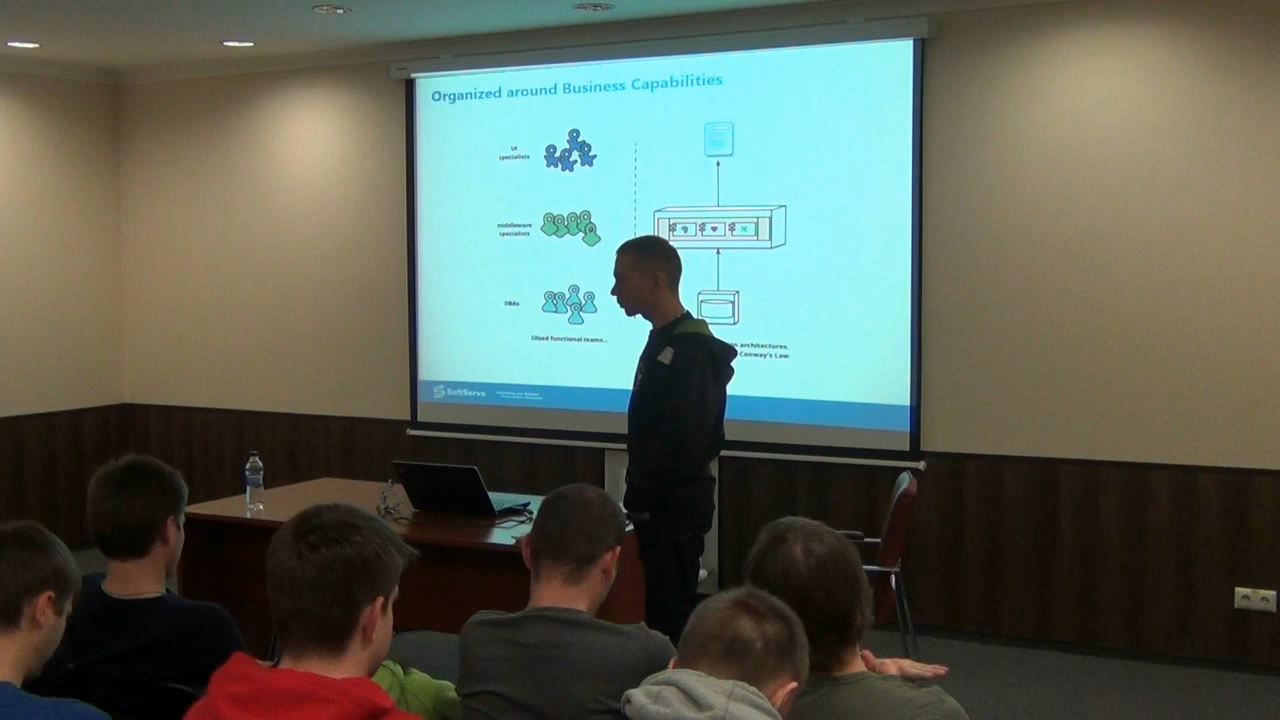 Organized around Business Capabilities
UI
specialists
middleware
specialists
DBAs
Siloed functional teams...
architectures.
Conway's Law
SoftServe